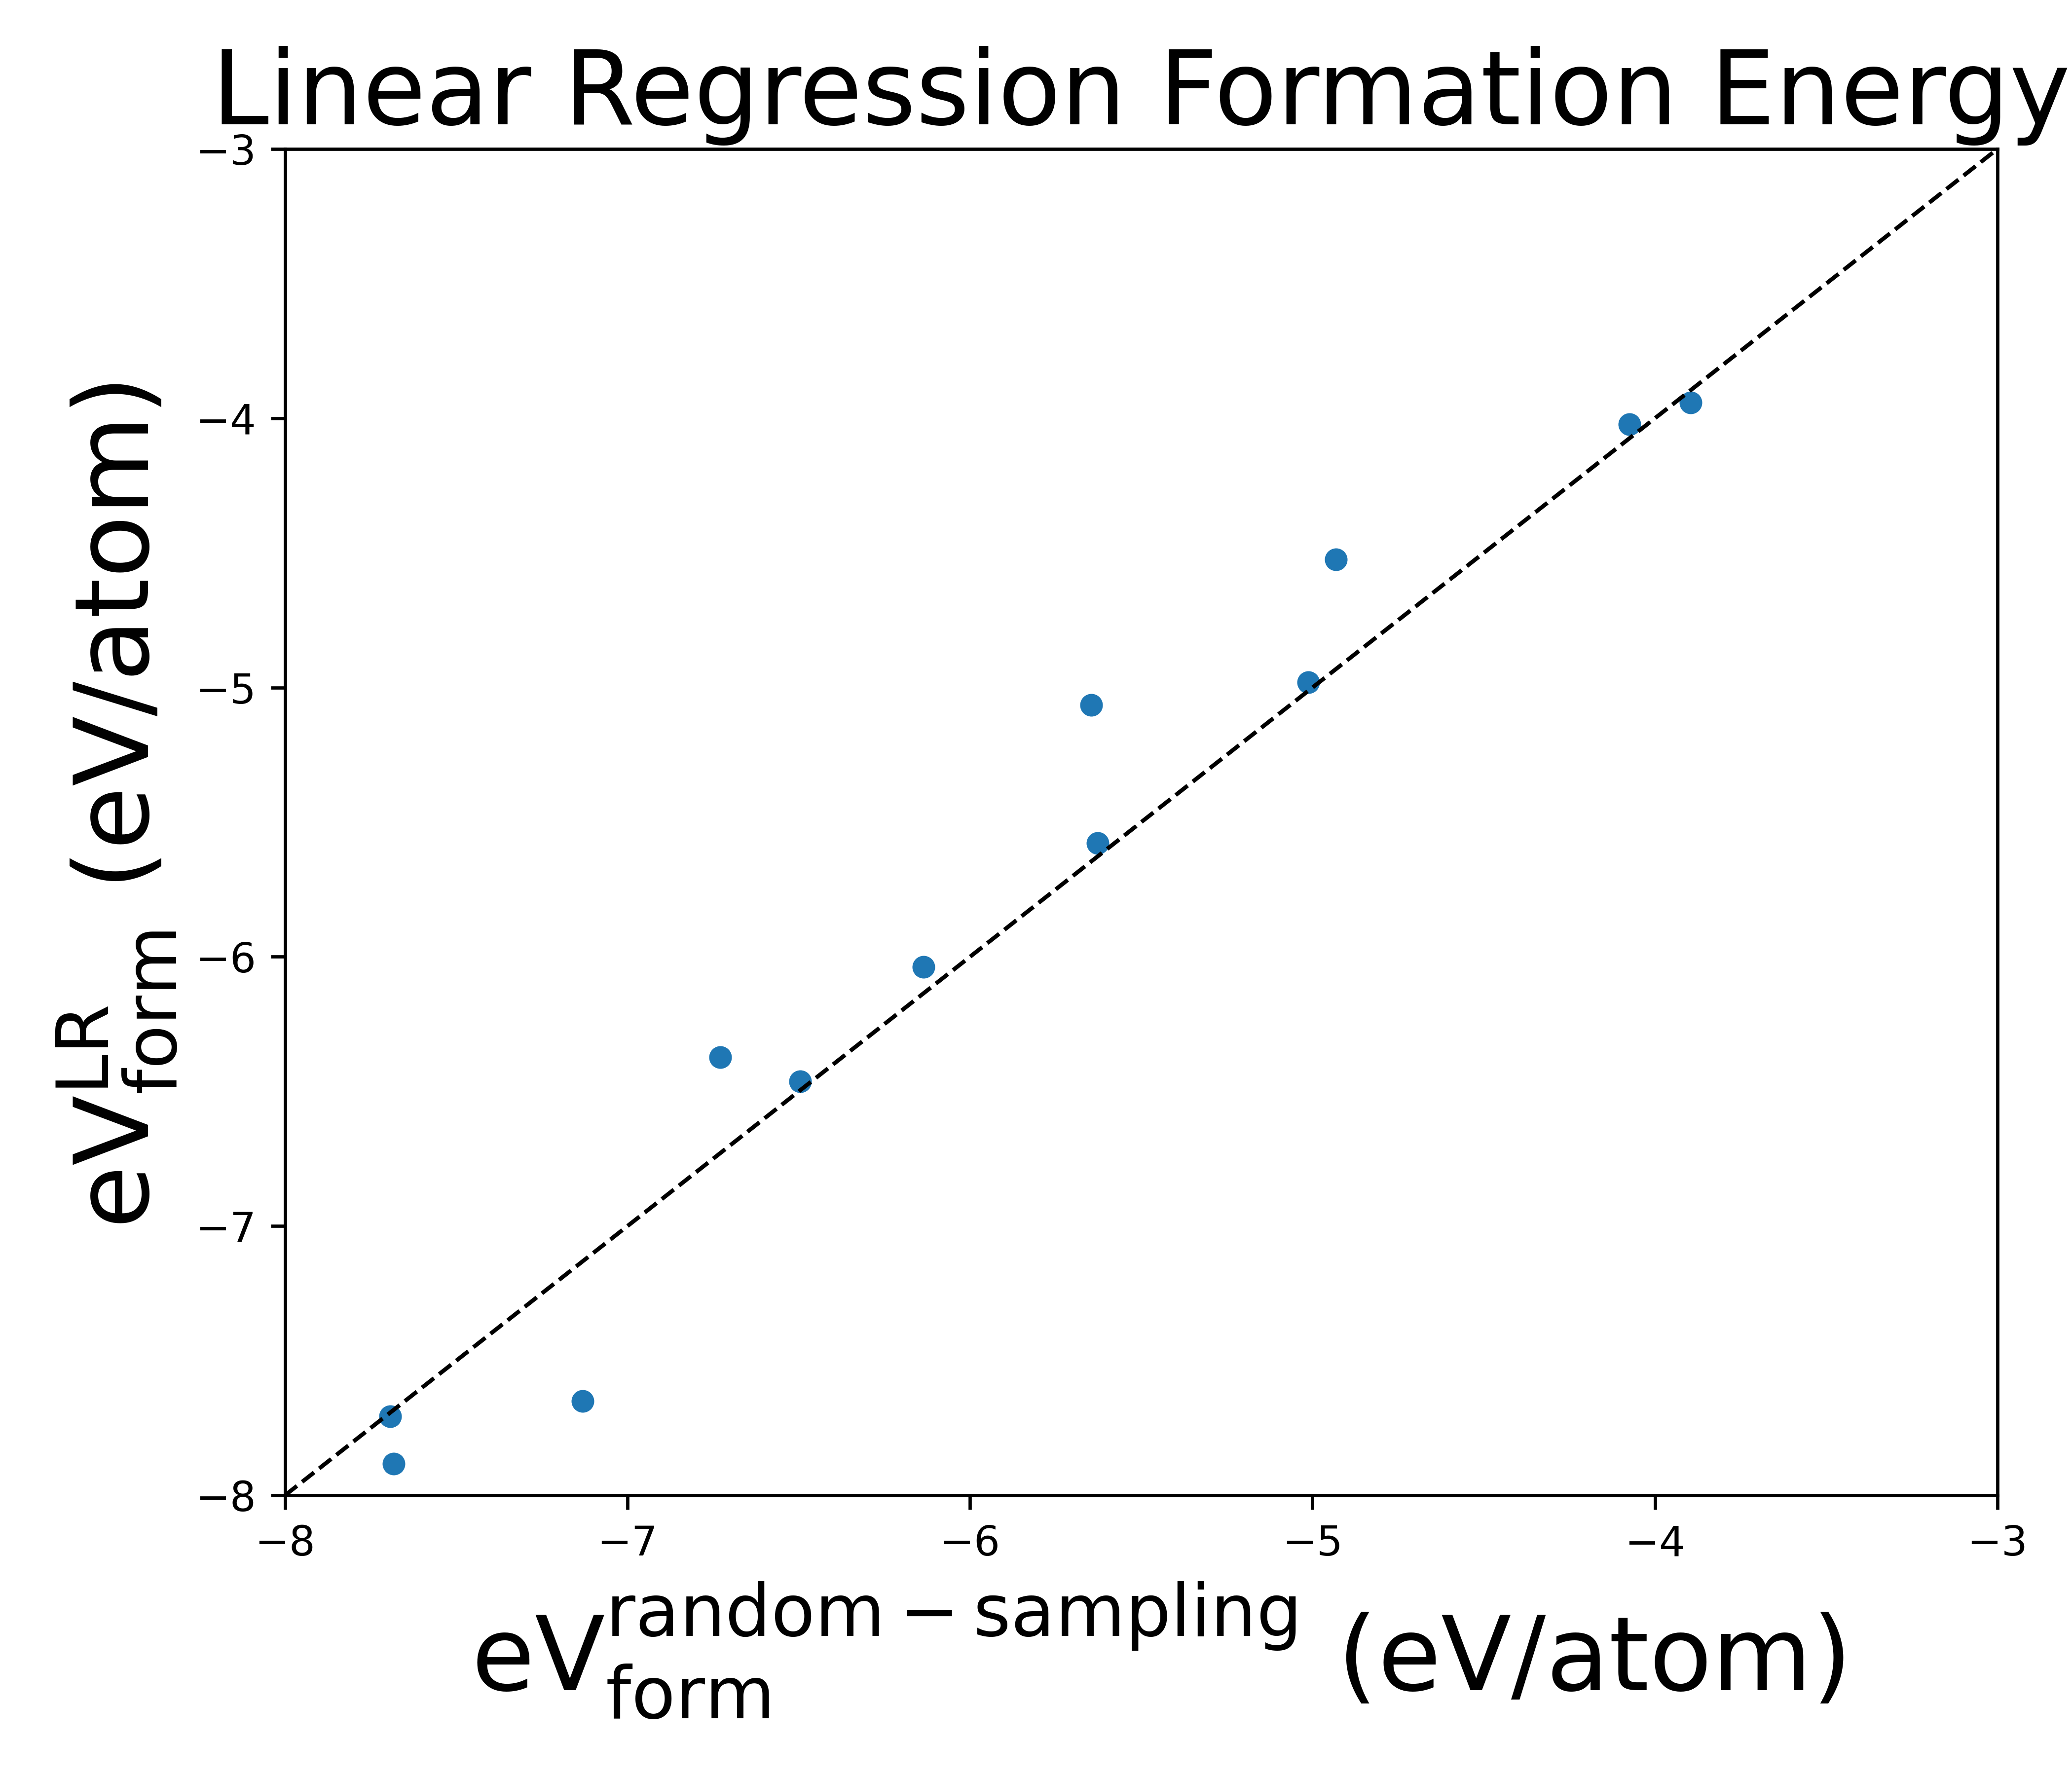 Linear Regression Formation Energy
eV^LR_form (eV/atom)
−3
−4
−5
−6
−7
−8
−8 −7 −6 −5 −4 −3
eV^random−sampling_form (eV/atom)